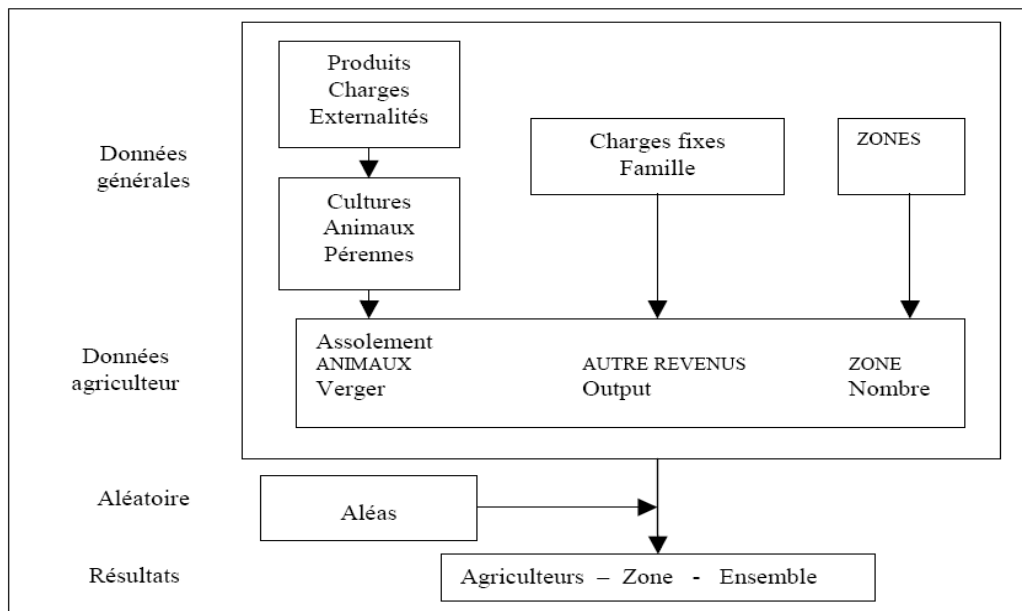 Produits
Charges
Externalités
Données
générales
Charges fixes
Famille
ZONES
Cultures
Animaux
Pérennes
Données
agriculteur
Assolement
ANIMAUX
Verger
AUTRE REVENUS
Output
ZONE
Nombre
Aléatoire
Aléas
Résultats
Agriculteurs – Zone - Ensemble